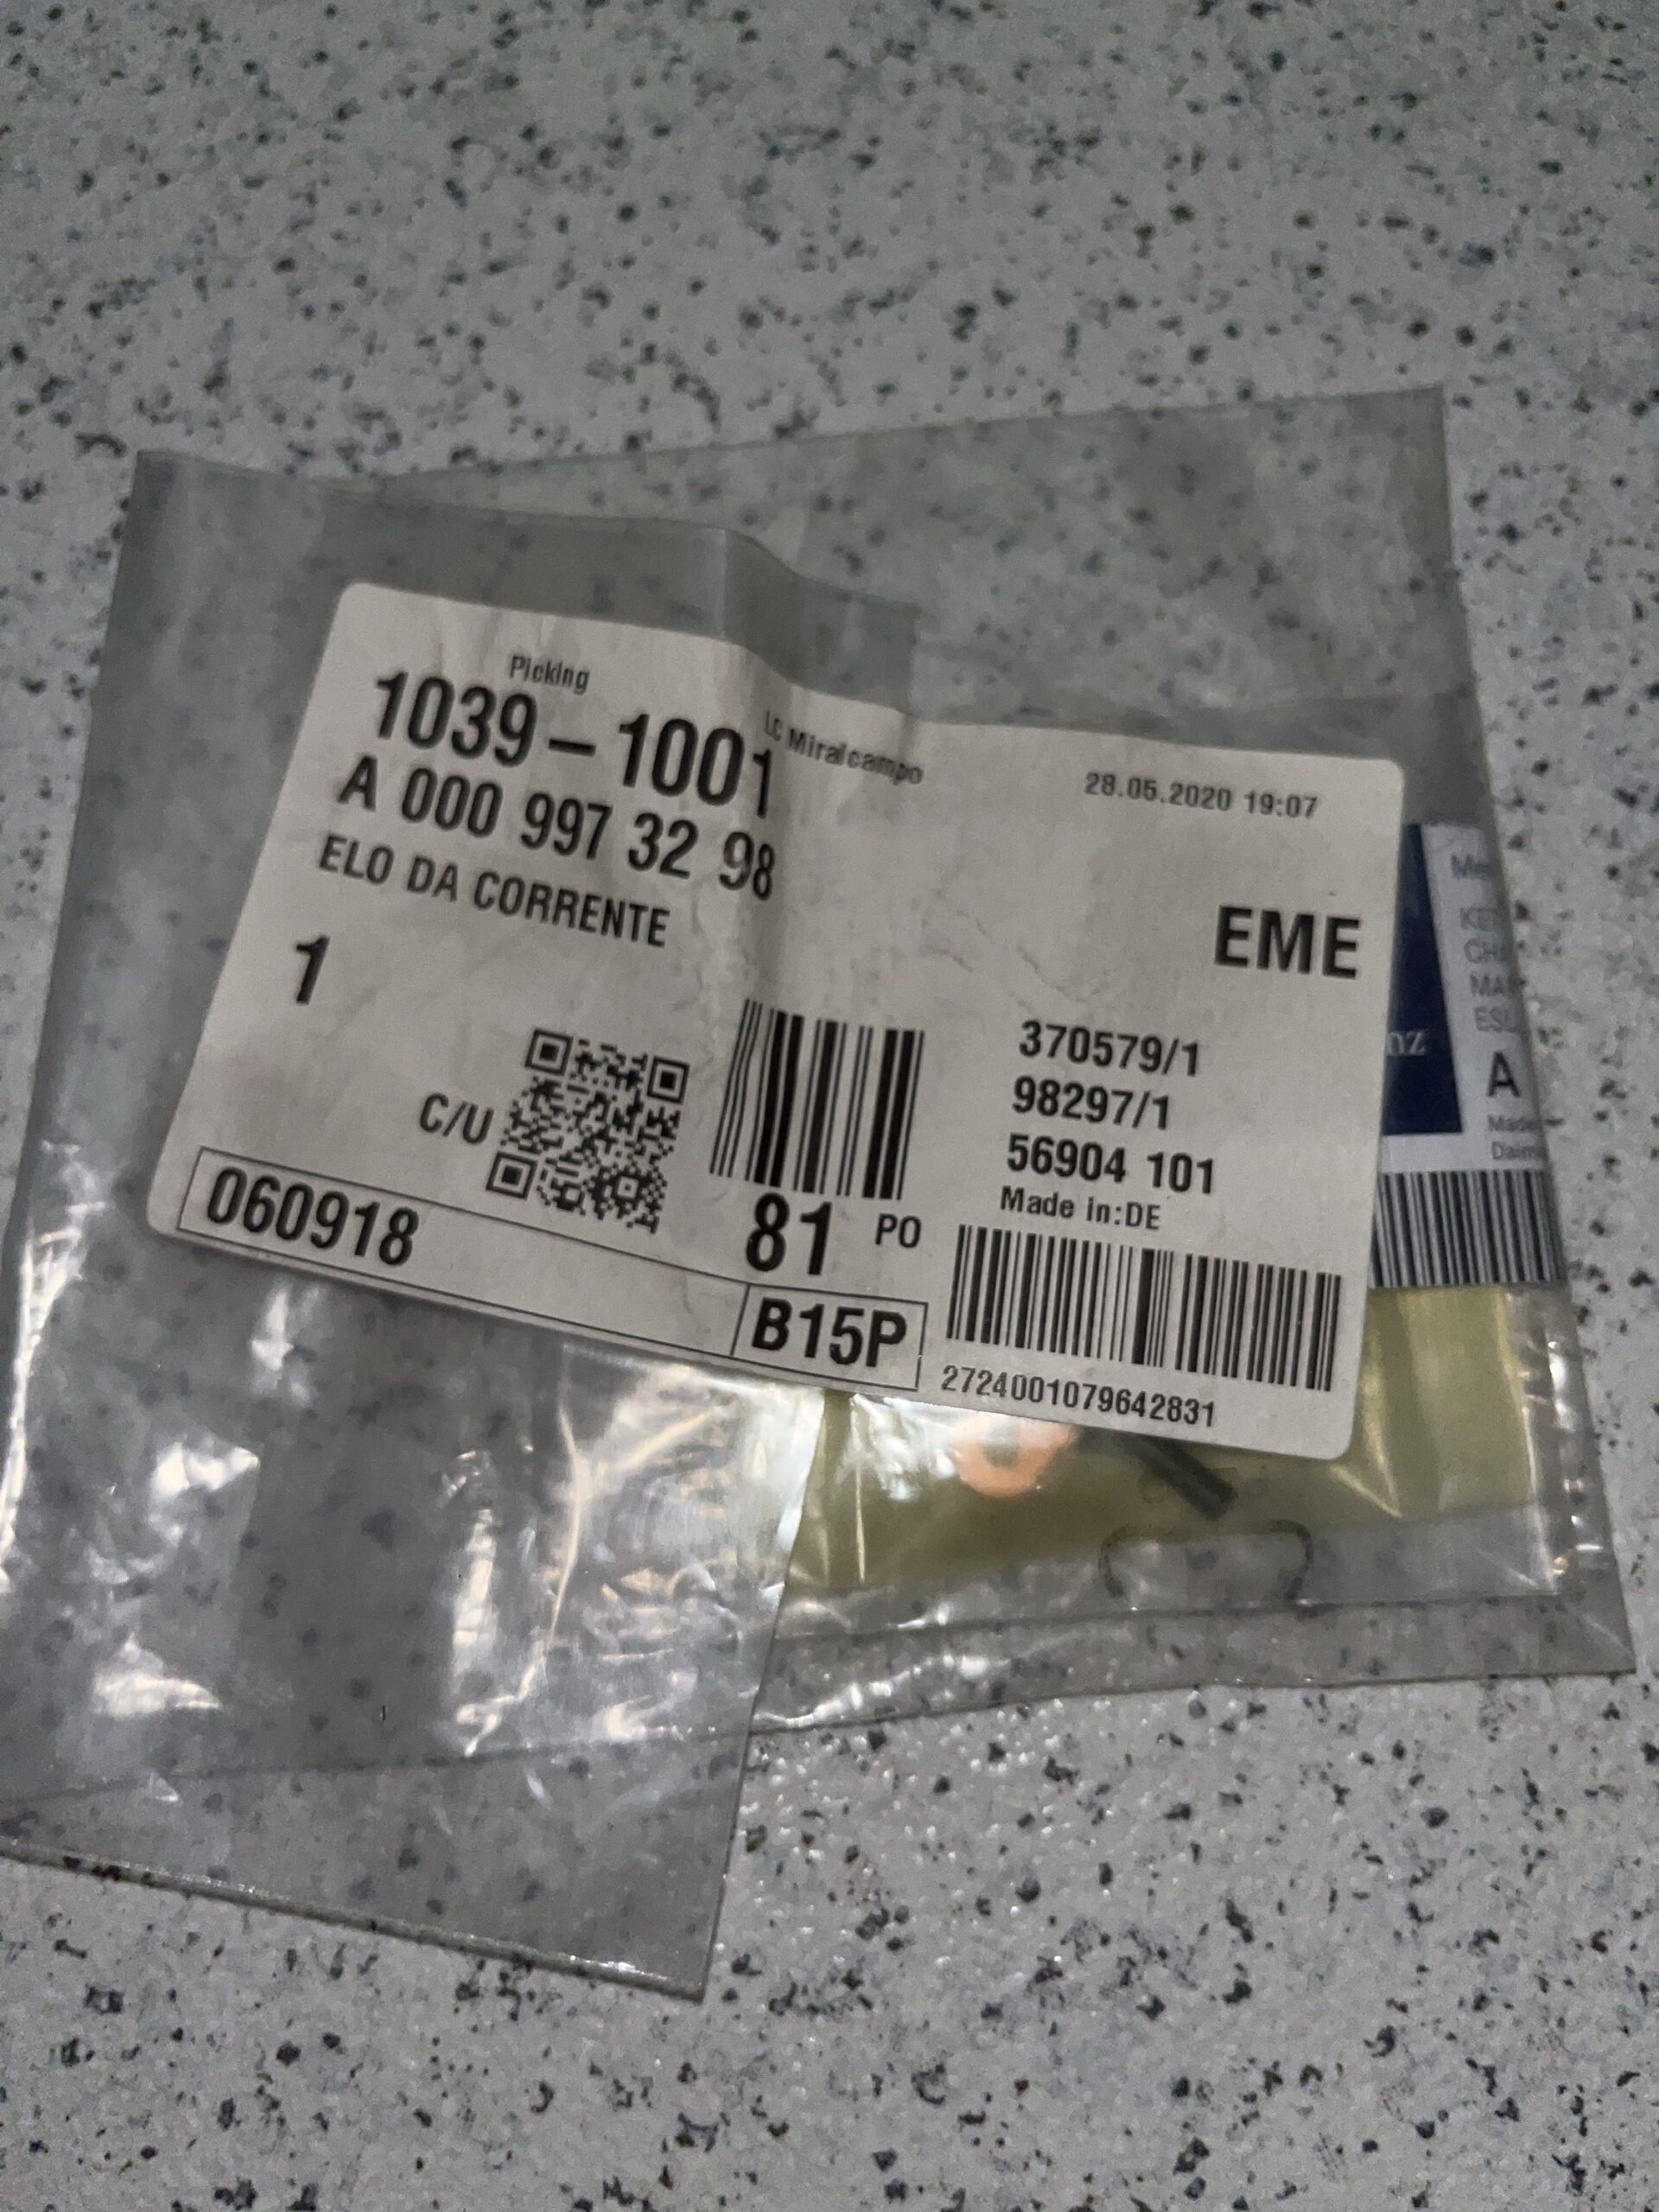 Picking
1039-1001
LC Miralcampo
28.05.2020 19:07
A 000 997 32 98
ELO DA CORRENTE
EME
1
370579/1
98297/1
56904 101
Made in:DE
C/U
81 PO
060918
B15P
2724001079642831
A